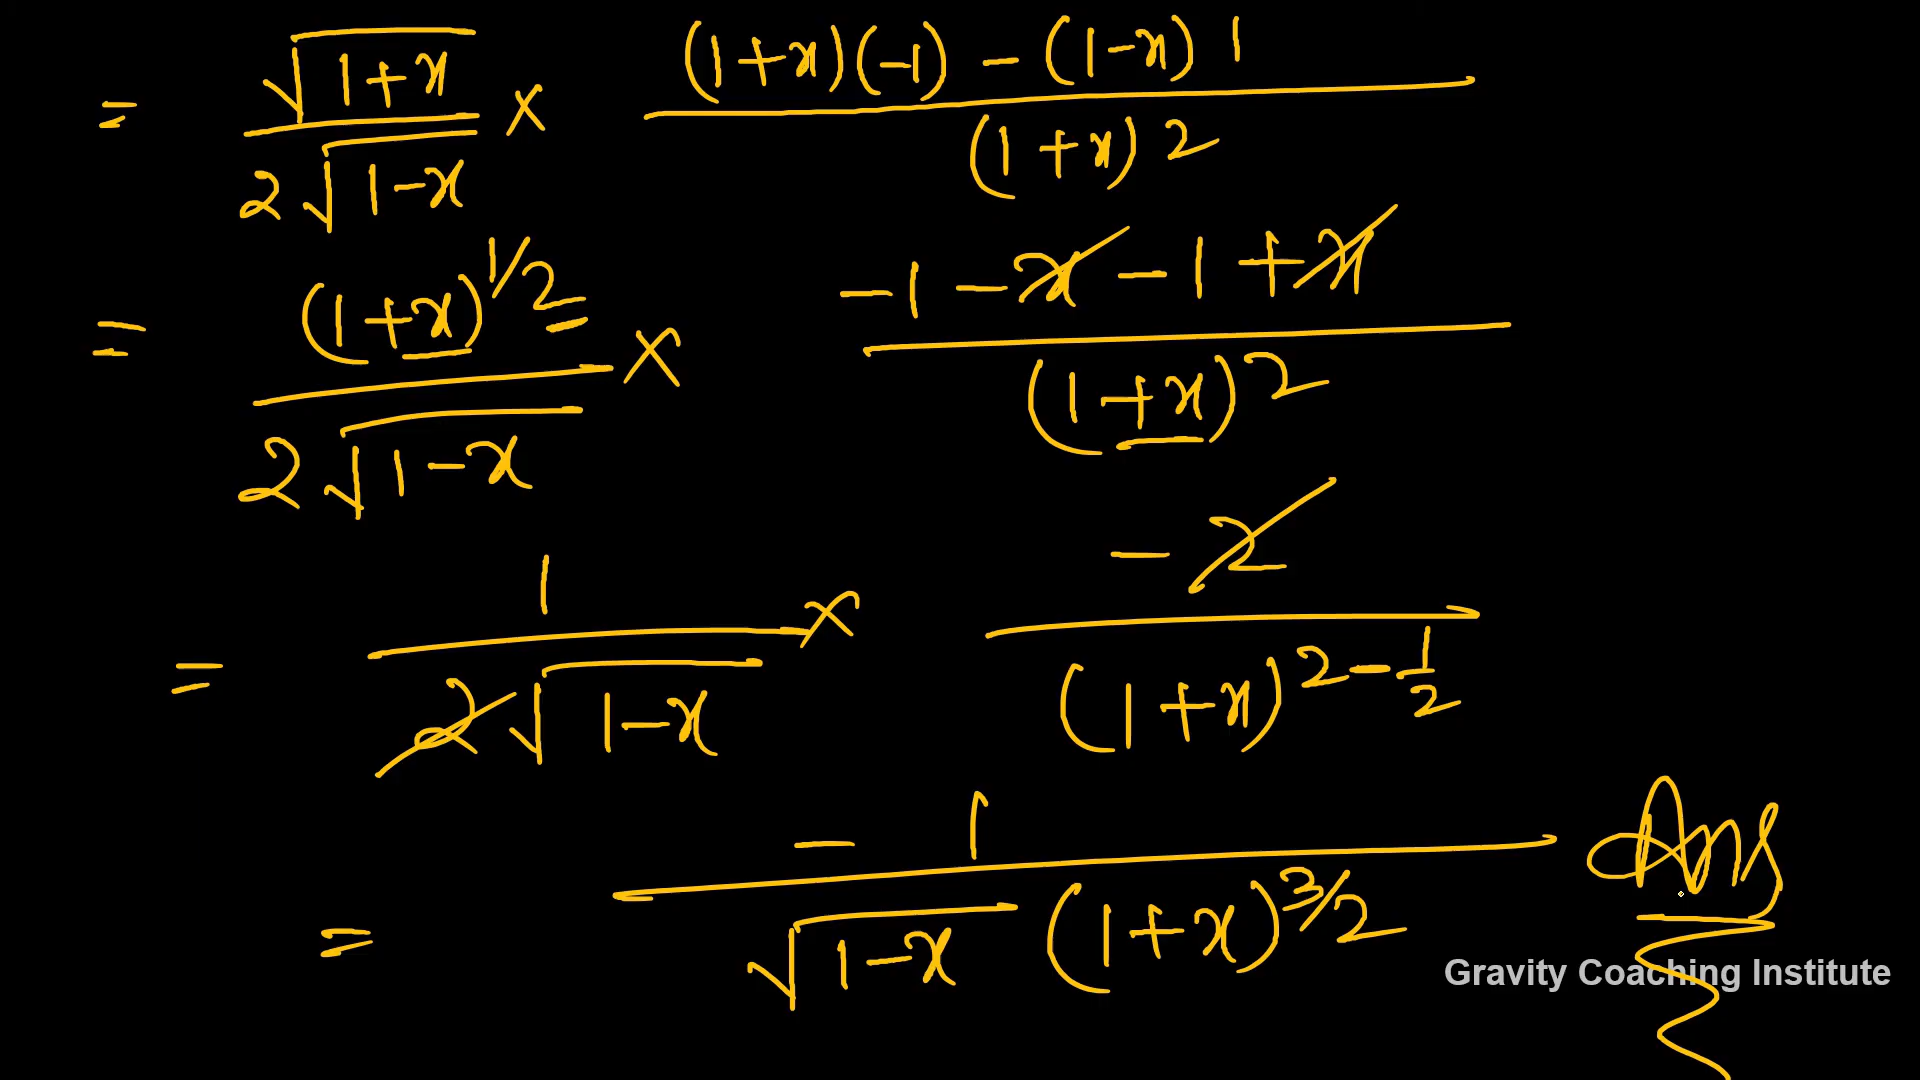 = √(1+x) / 2√(1-x) × ((1+x)(-1) - (1-x) 1) / (1+x)^2
= (1+x)^1/2 / 2√(1-x) × (-1 - x - 1 + x) / (1+x)^2
= 1 / 2√(1-x) × -2 / (1+x)^(2 - 1/2)
= -1 / √(1-x) (1+x)^3/2 Ans
Gravity Coaching Institute